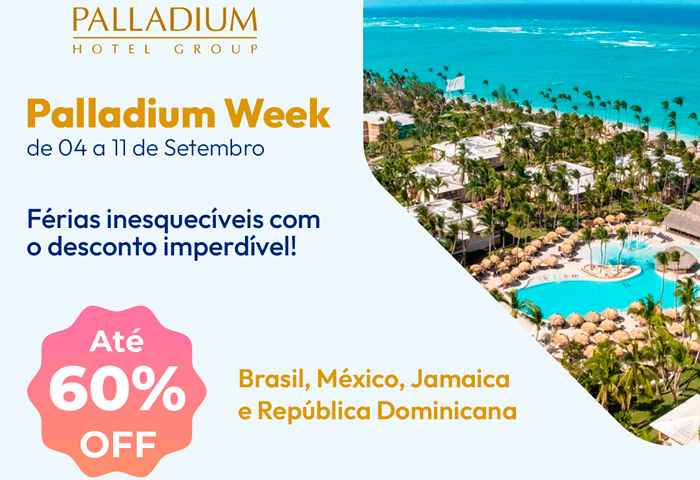 PALLADIUM
HOTEL GROUP
Palladium Week
de 04 a 11 de Setembro
Férias inesquecíveis com
o desconto imperdível!
Até
60%
OFF
Brasil, México, Jamaica
e República Dominicana